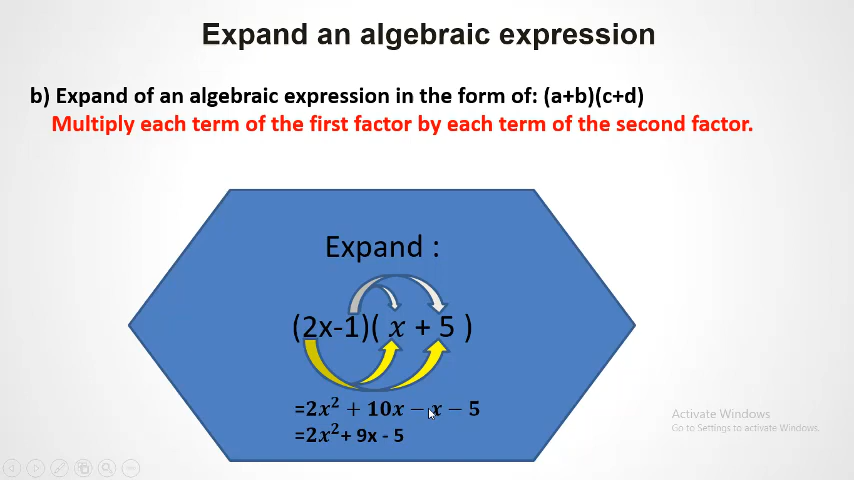 Expand an algebraic expression
b) Expand of an algebraic expression in the form of: (a+b)(c+d)
Multiply each term of the first factor by each term of the second factor.
Expand :
(2x-1)( x + 5 )
=2x² + 10x − x − 5
=2x²+ 9x - 5
Activate Windows
Go to Settings to activate Windows.